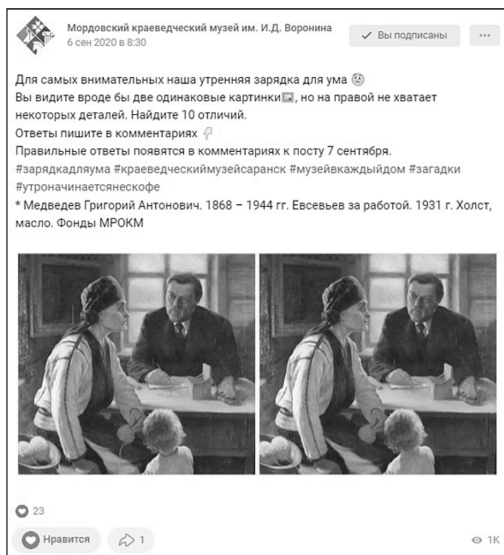 Мордовский краеведческий музей им. И.Д. Воронина
6 сен 2020 в 8:30
Вы подписаны
Для самых внимательных наша утренняя зарядка для ума
Вы видите вроде бы две одинаковые картинки, но на правой не хватает
некоторых деталей. Найдите 10 отличий.
Ответы пишите в комментариях
Правильные ответы появятся в комментариях к посту 7 сентября.
#зарядкадляума #краеведческиймузейсаранск #музейвкаждыйдом #загадки
#утроначинаетсянескофе
* Медведев Григорий Антонович. 1868 – 1944 гг. Евсевьев за работой. 1931 г. Холст,
масло. Фонды МРОКМ
23
Нравится
1
1K